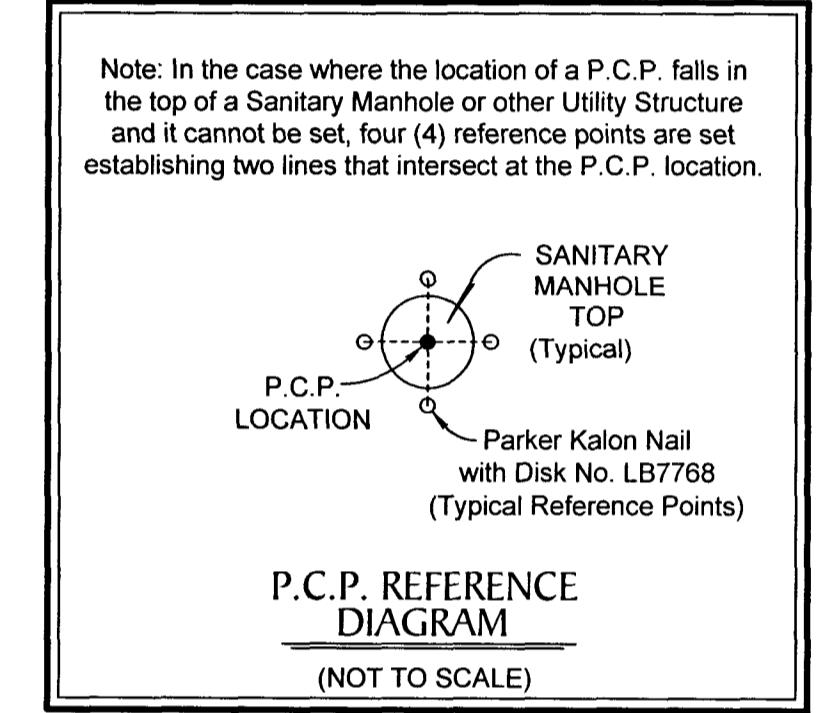 Note: In the case where the location of a P.C.P. falls in
the top of a Sanitary Manhole or other Utility Structure
and it cannot be set, four (4) reference points are set
establishing two lines that intersect at the P.C.P. location.
SANITARY
MANHOLE
TOP
(Typical)
P.C.P.
LOCATION
Parker Kalon Nail
with Disk No. LB7768
(Typical Reference Points)
P.C.P. REFERENCE
DIAGRAM
(NOT TO SCALE)